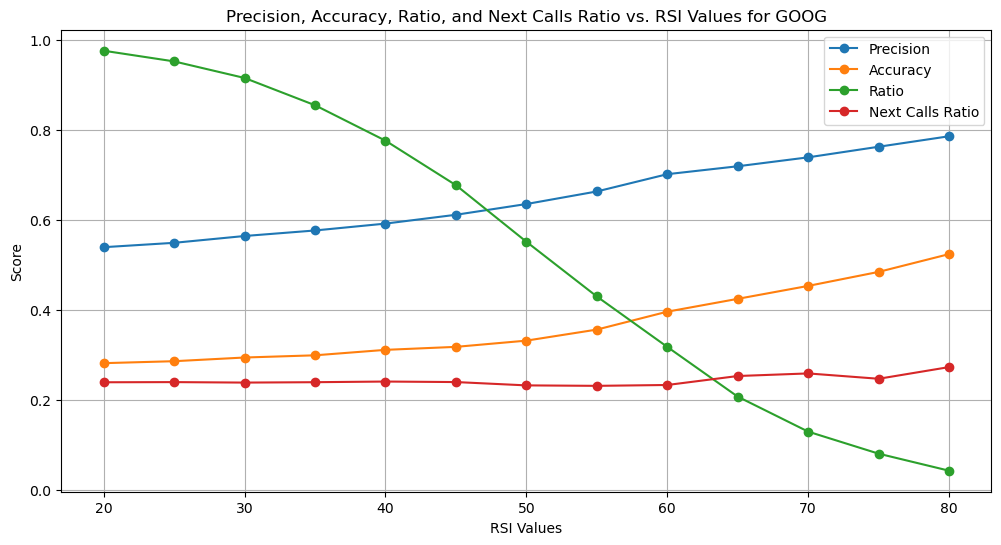 Precision, Accuracy, Ratio, and Next Calls Ratio vs. RSI Values for GOOG
Precision
Accuracy
Ratio
Next Calls Ratio
Score
1.0
0.8
0.6
0.4
0.2
0.0
20 30 40 50 60 70 80
RSI Values